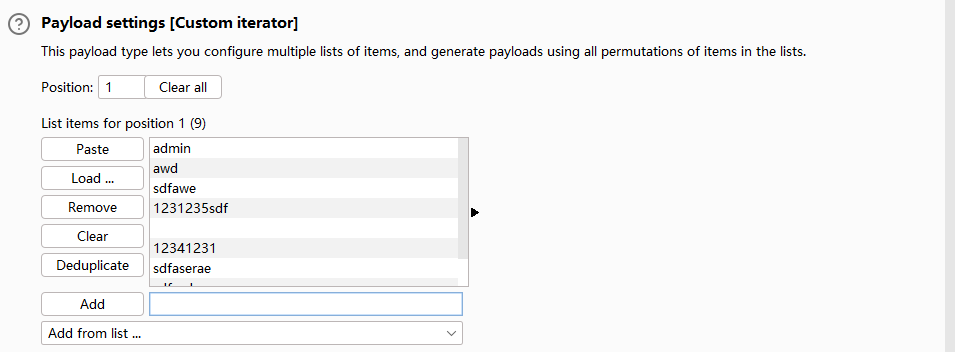 Payload settings [Custom iterator]
This payload type lets you configure multiple lists of items, and generate payloads using all permutations of items in the lists.
Position: 1 Clear all
List items for position 1 (9)
Paste
Load ...
Remove
Clear
Deduplicate
admin
awd
sdfawe
1231235sdf
12341231
sdfaserae
Add
Add from list ...